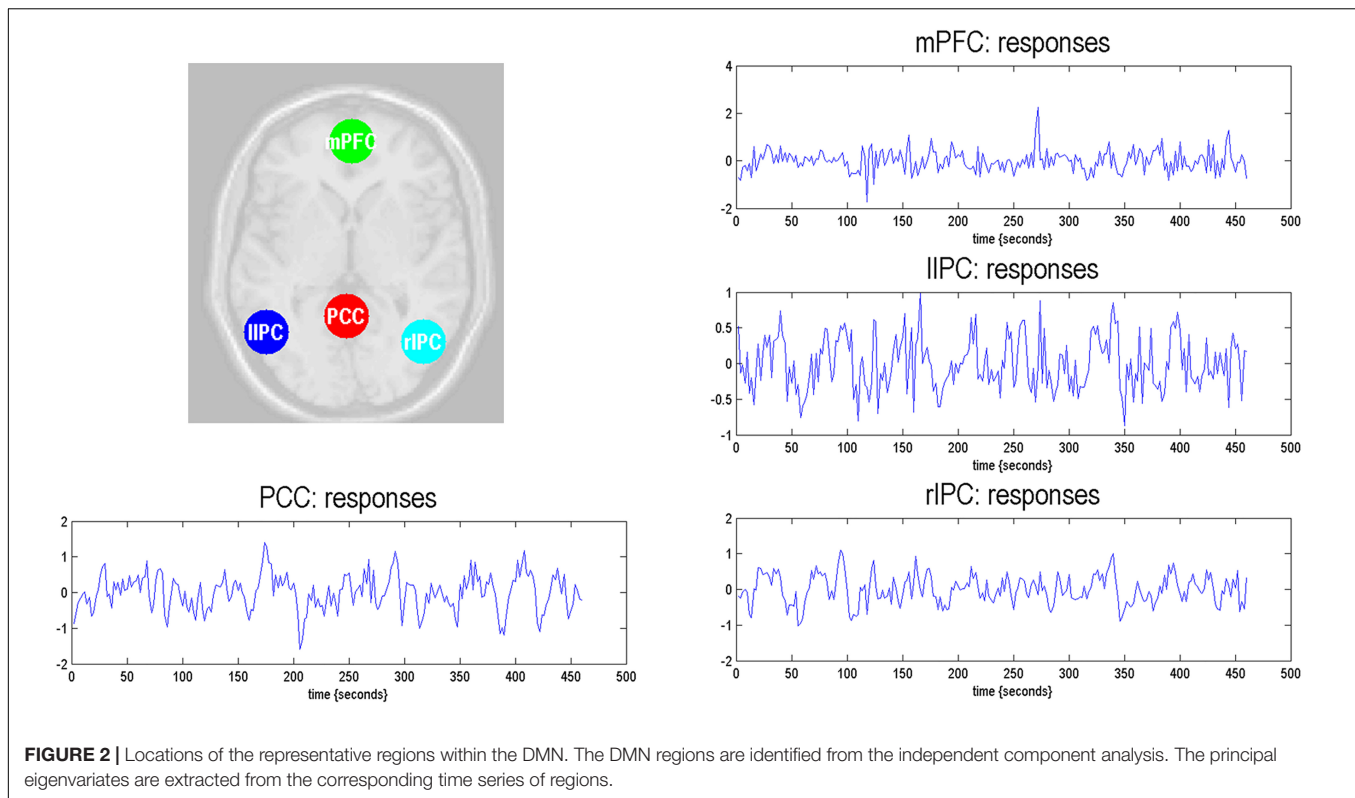 mPFC
lIPC
PCC
rIPC
mPFC: responses
4
2
0
-2
0 50 100 150 200 250 300 350 400 450 500
time {seconds}
lIPC: responses
1
0.5
0
-0.5
-1
0 50 100 150 200 250 300 350 400 450 500
time {seconds}
PCC: responses
2
1
0
-1
-2
0 50 100 150 200 250 300 350 400 450 500
time {seconds}
rIPC: responses
2
1
0
-1
-2
0 50 100 150 200 250 300 350 400 450 500
time {seconds}
FIGURE 2 | Locations of the representative regions within the DMN. The DMN regions are identified from the independent component analysis. The principal
eigenvariates are extracted from the corresponding time series of regions.